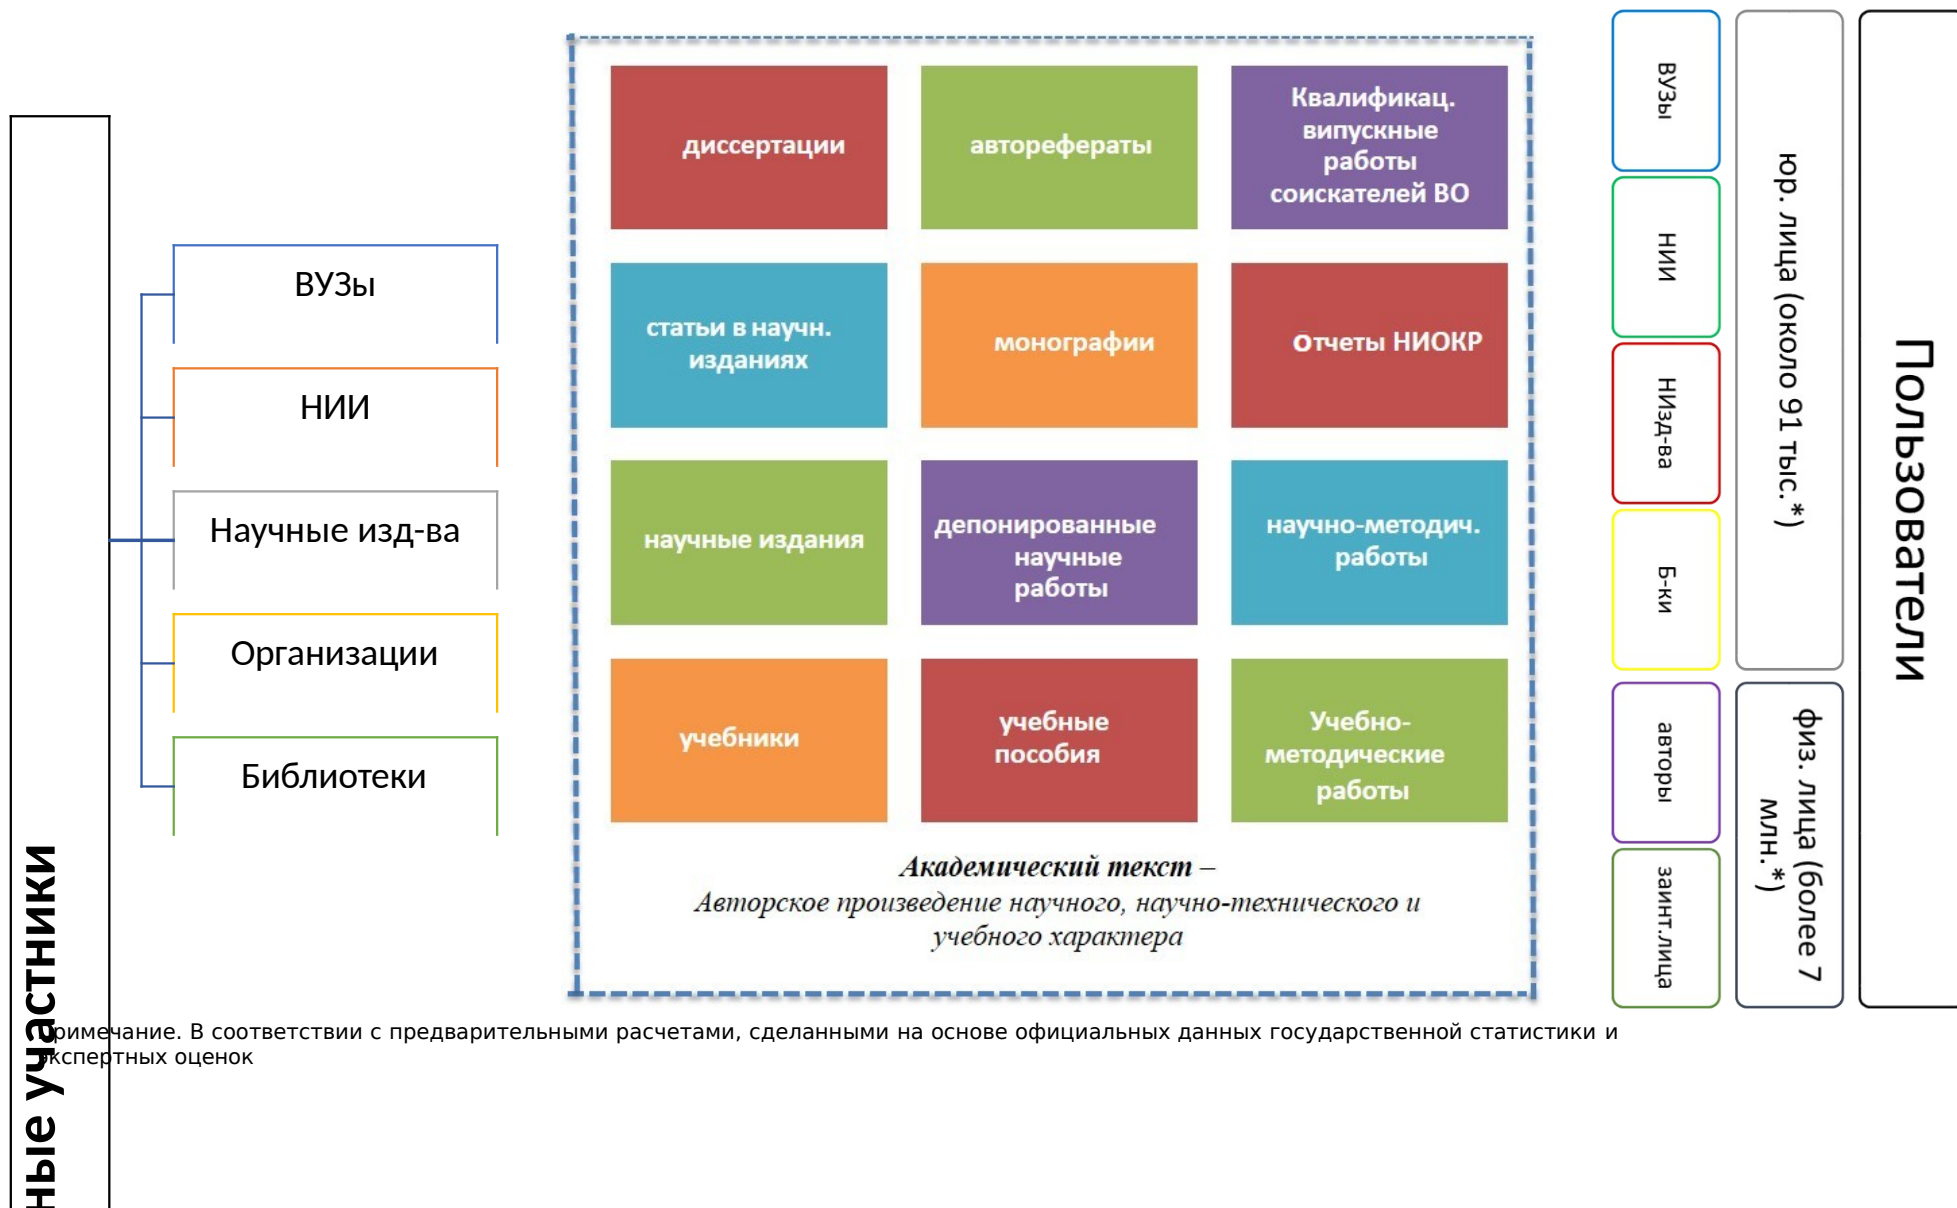 ные участники
ВУЗы
НИИ
Научные изд-ва
Организации
Библиотеки
диссертации
авторефераты
Квалификац.
випускные
работы
соискателей ВО
статьи в научн.
изданиях
монографии
Отчеты НИОКР
научные издания
депонированные
научные
работы
научно-методич.
работы
учебники
учебные
пособия
Учебно-
методические
работы
Академический текст –
Авторское произведение научного, научно-технического и
учебного характера
ВУЗы
НИИ
НИзд-ва
Б-ки
авторы
заинт.лица
юр. лица (около 91 тыс.*)
физ. лица (более 7
млн.*)
Пользователи
римечание. В соответствии с предварительными расчетами, сделанными на основе официальных данных государственной статистики и
кспертных оценок